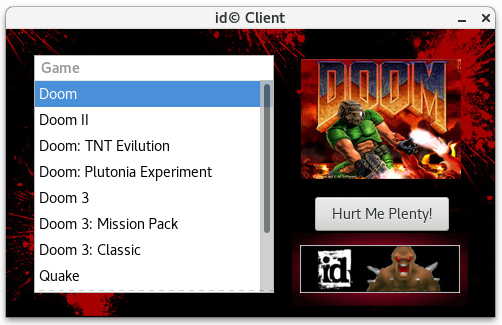 id© Client
Game
Doom
Doom II
Doom: TNT Evilution
Doom: Plutonia Experiment
Doom 3
Doom 3: Mission Pack
Doom 3: Classic
Quake
DOOM
Hurt Me Plenty!
id